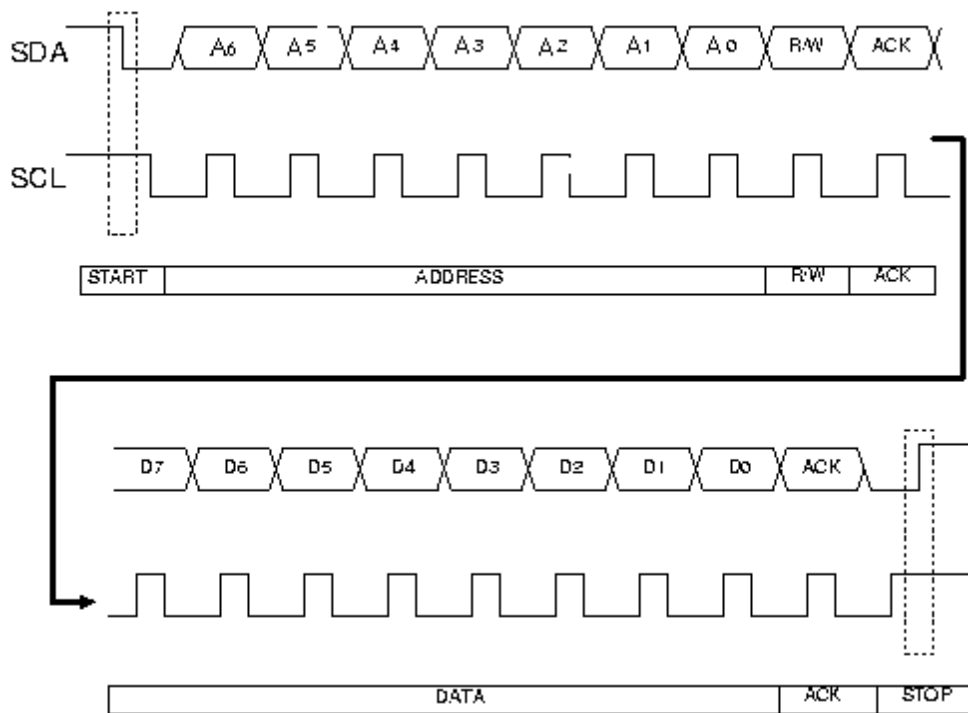 SDA A6 A5 A4 A3 A2 A1 A0 R/W ACK
SCL
START ADDRESS R/W ACK
D7 D6 D5 D4 D3 D2 D1 D0 ACK
DATA ACK STOP